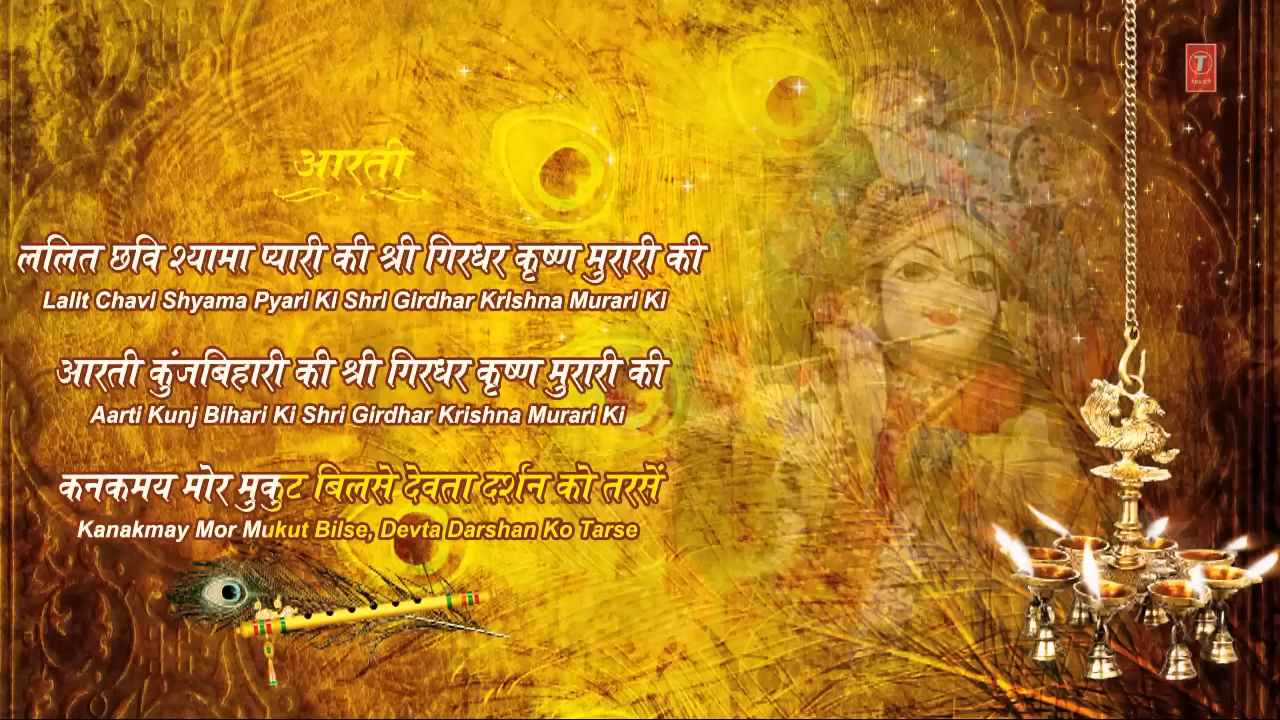 आरती
ललित छवि श्यामा प्यारी की श्री गिरधर कृष्ण मुरारी की
Lalit Chavi Shyama Pyari Ki Shri Girdhar Krishna Murari Ki
आरती कुंजबिहारी की श्री गिरधर कृष्ण मुरारी की
Aarti Kunj Bihari Ki Shri Girdhar Krishna Murari Ki
कनकमय मोर मुकुट बिलसे देवता दर्शन को तरसें
Kanakmay Mor Mukut Bilse, Devta Darshan Ko Tarse
T